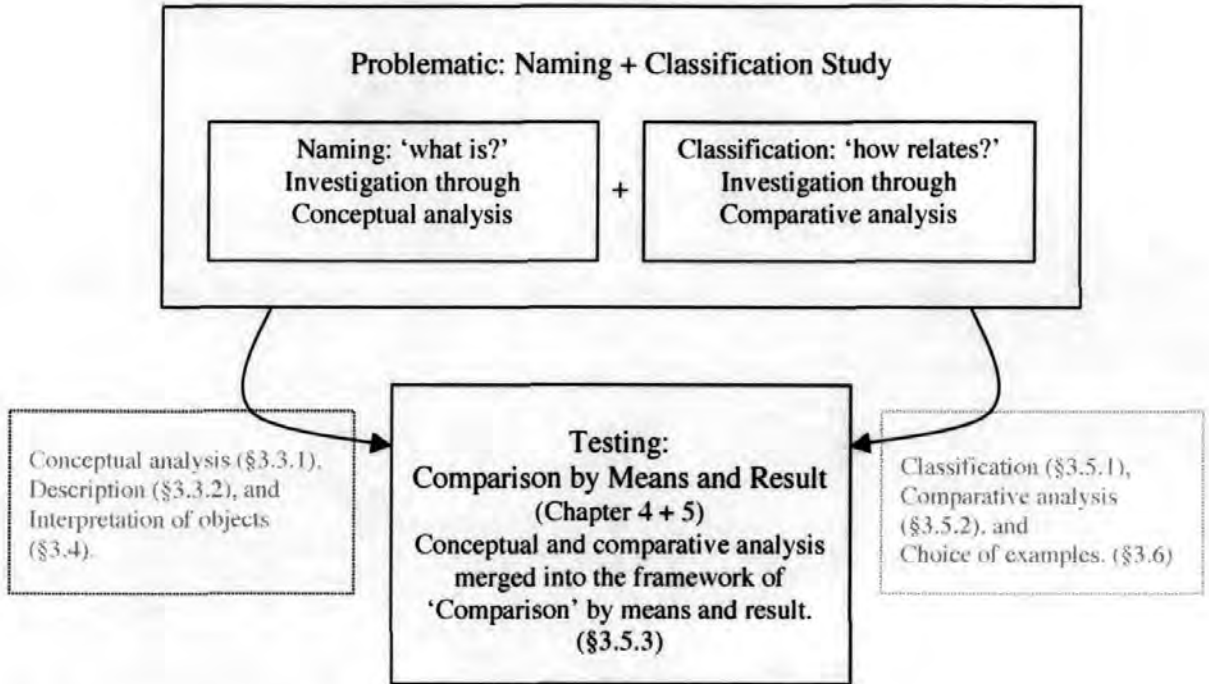 Problematic: Naming + Classification Study
Naming: ‘what is?’
Investigation through
Conceptual analysis
+
Classification: ‘how relates?’
Investigation through
Comparative analysis
Conceptual analysis (§3.3.1),
Description (§3.3.2), and
Interpretation of objects
(§3.4).
Testing:
Comparison by Means and Result
(Chapter 4 + 5)
Conceptual and comparative analysis
merged into the framework of
‘Comparison’ by means and result.
(§3.5.3)
Classification (§3.5.1),
Comparative analysis
(§3.5.2), and
Choice of examples. (§3.6)